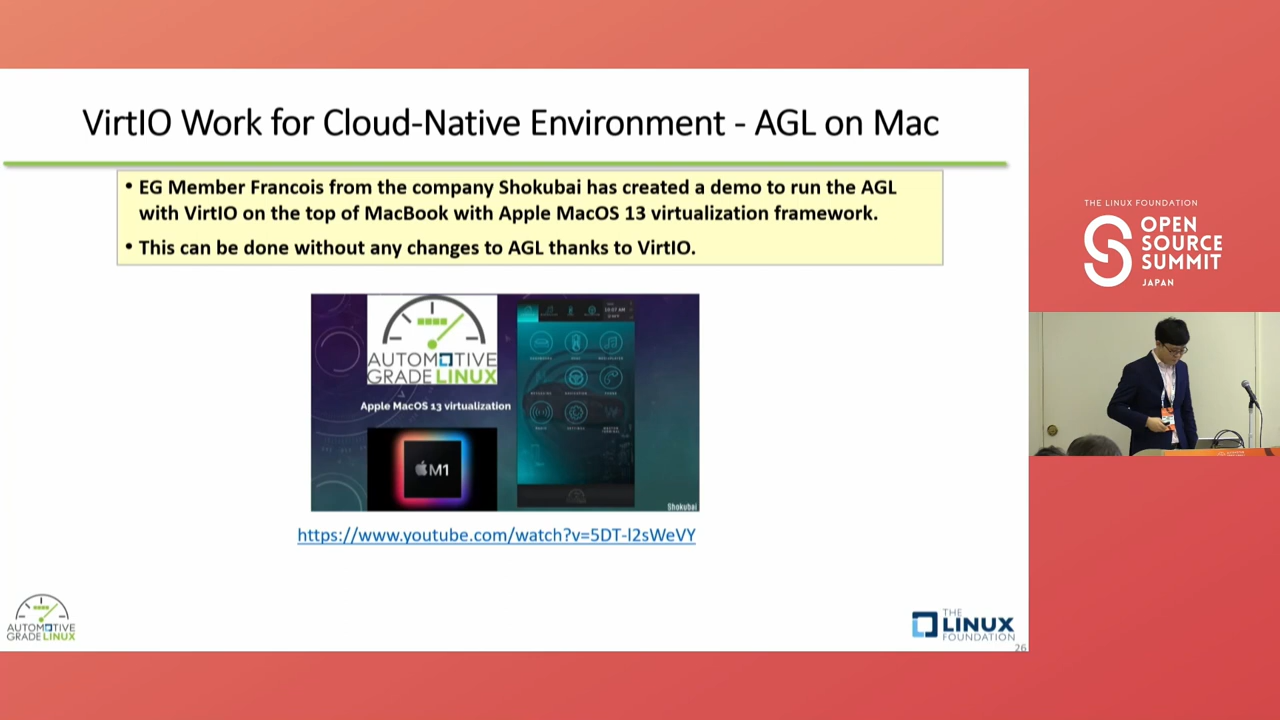 VirtIO Work for Cloud-Native Environment - AGL on Mac
• EG Member Francois from the company Shokubai has created a demo to run the AGL
with VirtIO on the top of MacBook with Apple MacOS 13 virtualization framework.
• This can be done without any changes to AGL thanks to VirtIO.
AUTOMOTIVE
GRADE LINUX
Apple MacOS 13 virtualization
M1
Shokubai
https://www.youtube.com/watch?v=5DT-l2sWeVY
AUTOMOTIVE
GRADE LINUX
THE
LINUX
FOUNDATION
26
THE LINUX FOUNDATION
OPEN
SOURCE
SUMMIT
JAPAN